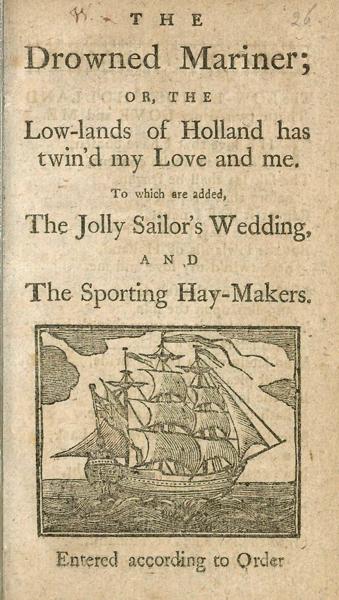 26.
THE
Drowned Mariner;
OR, THE
Low-lands of Holland has
twin'd my Love and me.
To which are added,
The Jolly Sailor's Wedding,
AND
The Sporting Hay-Makers.
Entered according to Order